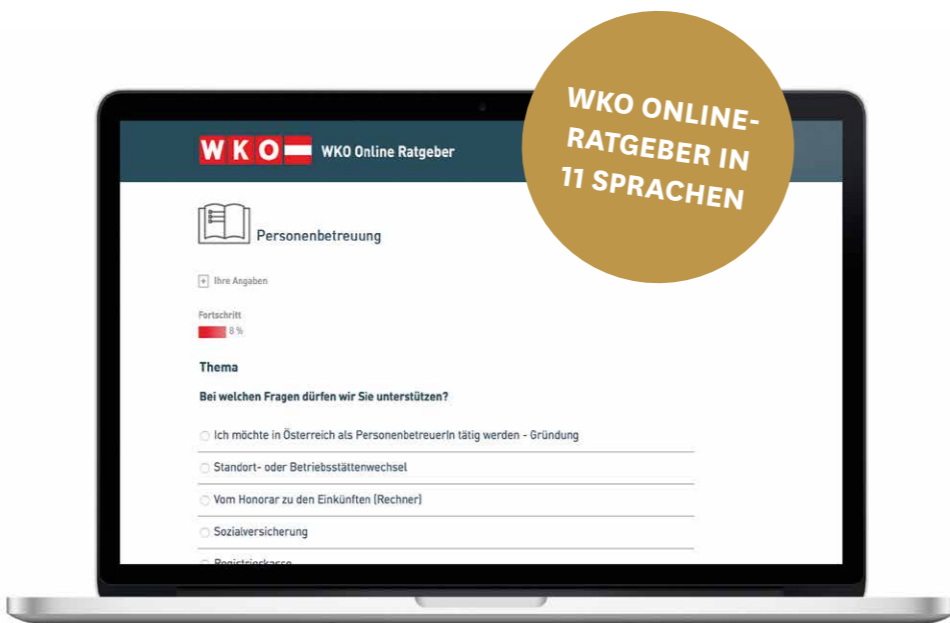 WKO ONLINE-
RATGEBER IN
11 SPRACHEN
WKO WKO Online Ratgeber
Personenbetreuung
Ihre Angaben
Fortschritt
8 %
Thema
Bei welchen Fragen dürfen wir Sie unterstützen?
Ich möchte in Österreich als PersonenbetreuerIn tätig werden - Gründung
Standort- oder Betriebsstättenwechsel
Vom Honorar zu den Einkünften (Rechner)
Sozialversicherung
Registrierkasse